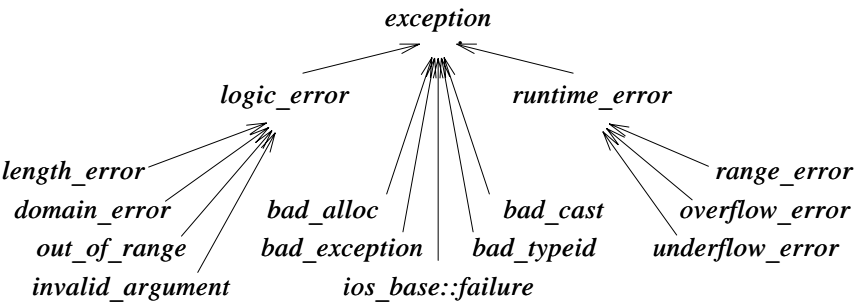 exception
logic_error runtime_error
length_error range_error
domain_error bad_alloc bad_cast overflow_error
out_of_range bad_exception bad_typeid underflow_error
invalid_argument ios_base::failure